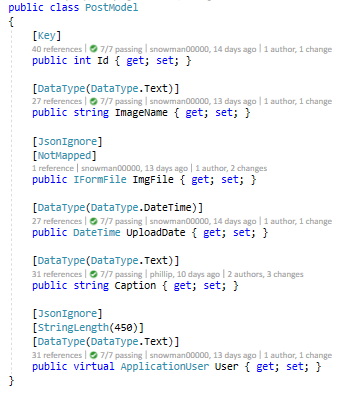 public class PostModel
{
[Key]
40 references | 7/7 passing | snowman00000, 14 days ago | 1 author, 1 change
public int Id { get; set; }
[DataType(DataType.Text)]
27 references | 7/7 passing | snowman00000, 13 days ago | 1 author, 1 change
public string ImageName { get; set; }
[JsonIgnore]
[NotMapped]
1 reference | snowman00000, 13 days ago | 1 author, 2 changes
public IFormFile ImgFile { get; set; }
[DataType(DataType.DateTime)]
27 references | 7/7 passing | snowman00000, 14 days ago | 1 author, 1 change
public DateTime UploadDate { get; set; }
[DataType(DataType.Text)]
31 references | 7/7 passing | phillip, 10 days ago | 2 authors, 3 changes
public string Caption { get; set; }
[JsonIgnore]
[StringLength(450)]
[DataType(DataType.Text)]
31 references | 7/7 passing | snowman00000, 13 days ago | 1 author, 1 change
public virtual ApplicationUser User { get; set; }
}